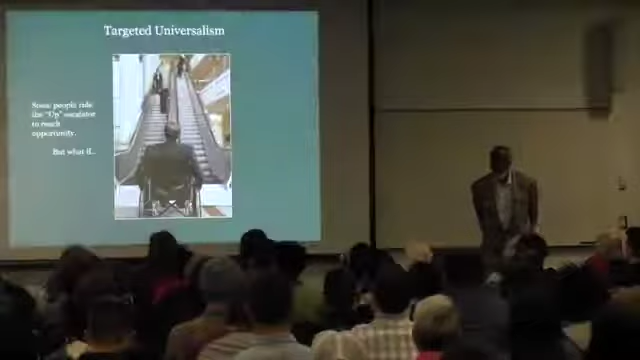 Targeted Universalism
Some people ride
the "Up" escalator
to reach
opportunity.
But what if...